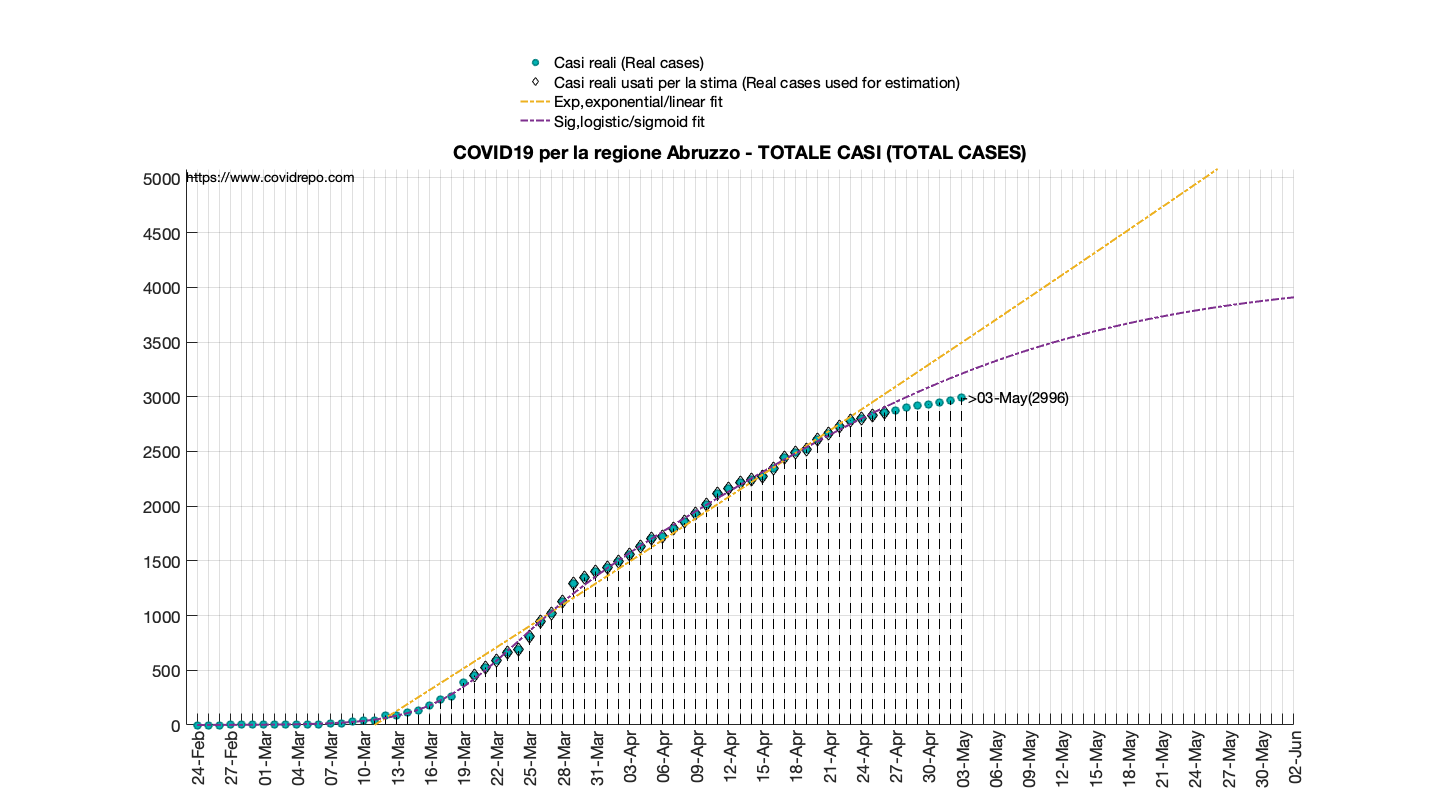 Casi reali (Real cases)
Casi reali usati per la stima (Real cases used for estimation)
Exp,exponential/linear fit
Sig,logistic/sigmoid fit
COVID19 per la regione Abruzzo - TOTALE CASI (TOTAL CASES)
https://www.covidrepo.com
5000
4500
4000
3500
3000
2500
2000
1500
1000
500
0
>03-May(2996)
24-Feb
27-Feb
01-Mar
04-Mar
07-Mar
10-Mar
13-Mar
16-Mar
19-Mar
22-Mar
25-Mar
28-Mar
31-Mar
03-Apr
06-Apr
09-Apr
12-Apr
15-Apr
18-Apr
21-Apr
24-Apr
27-Apr
30-Apr
03-May
06-May
09-May
12-May
15-May
18-May
21-May
24-May
27-May
30-May
02-Jun